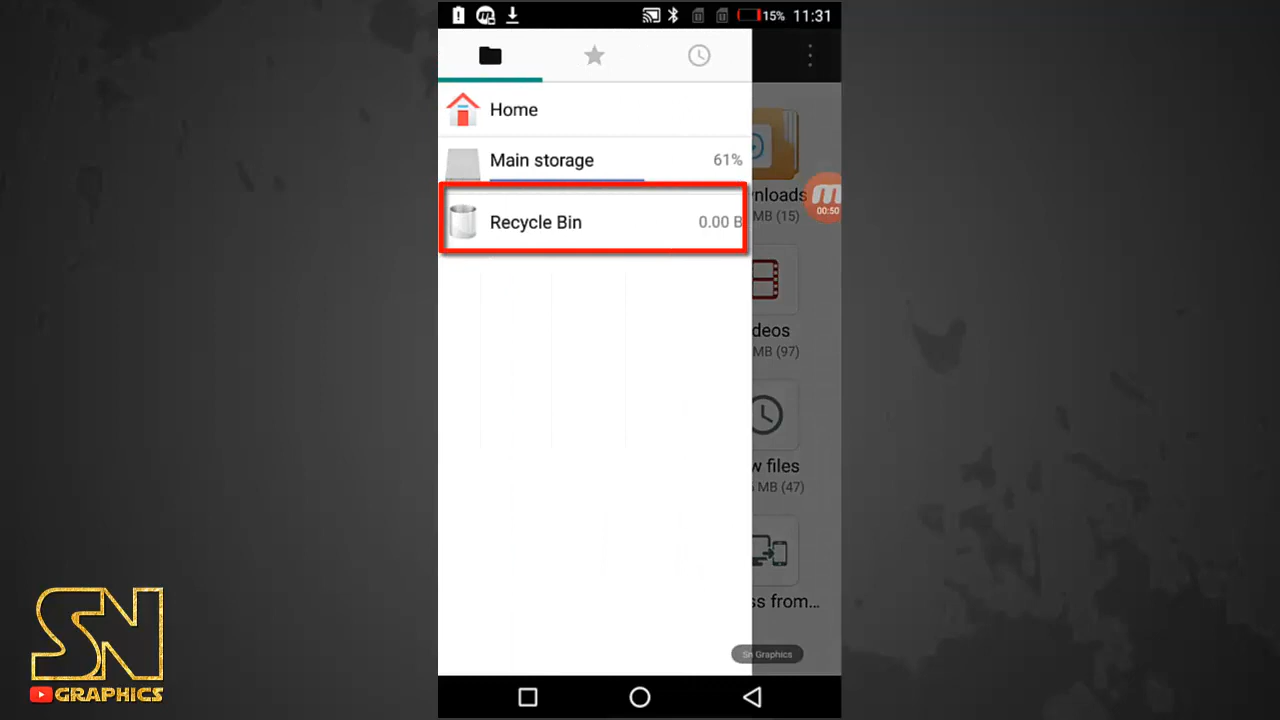 15% 11:31
Home
Main storage 61%
Recycle Bin 0.00 B
nloads
MB (15)
00:50
deos
MB (97)
w files
MB (47)
ss from...
Sn Graphics
SN
GRAPHICS